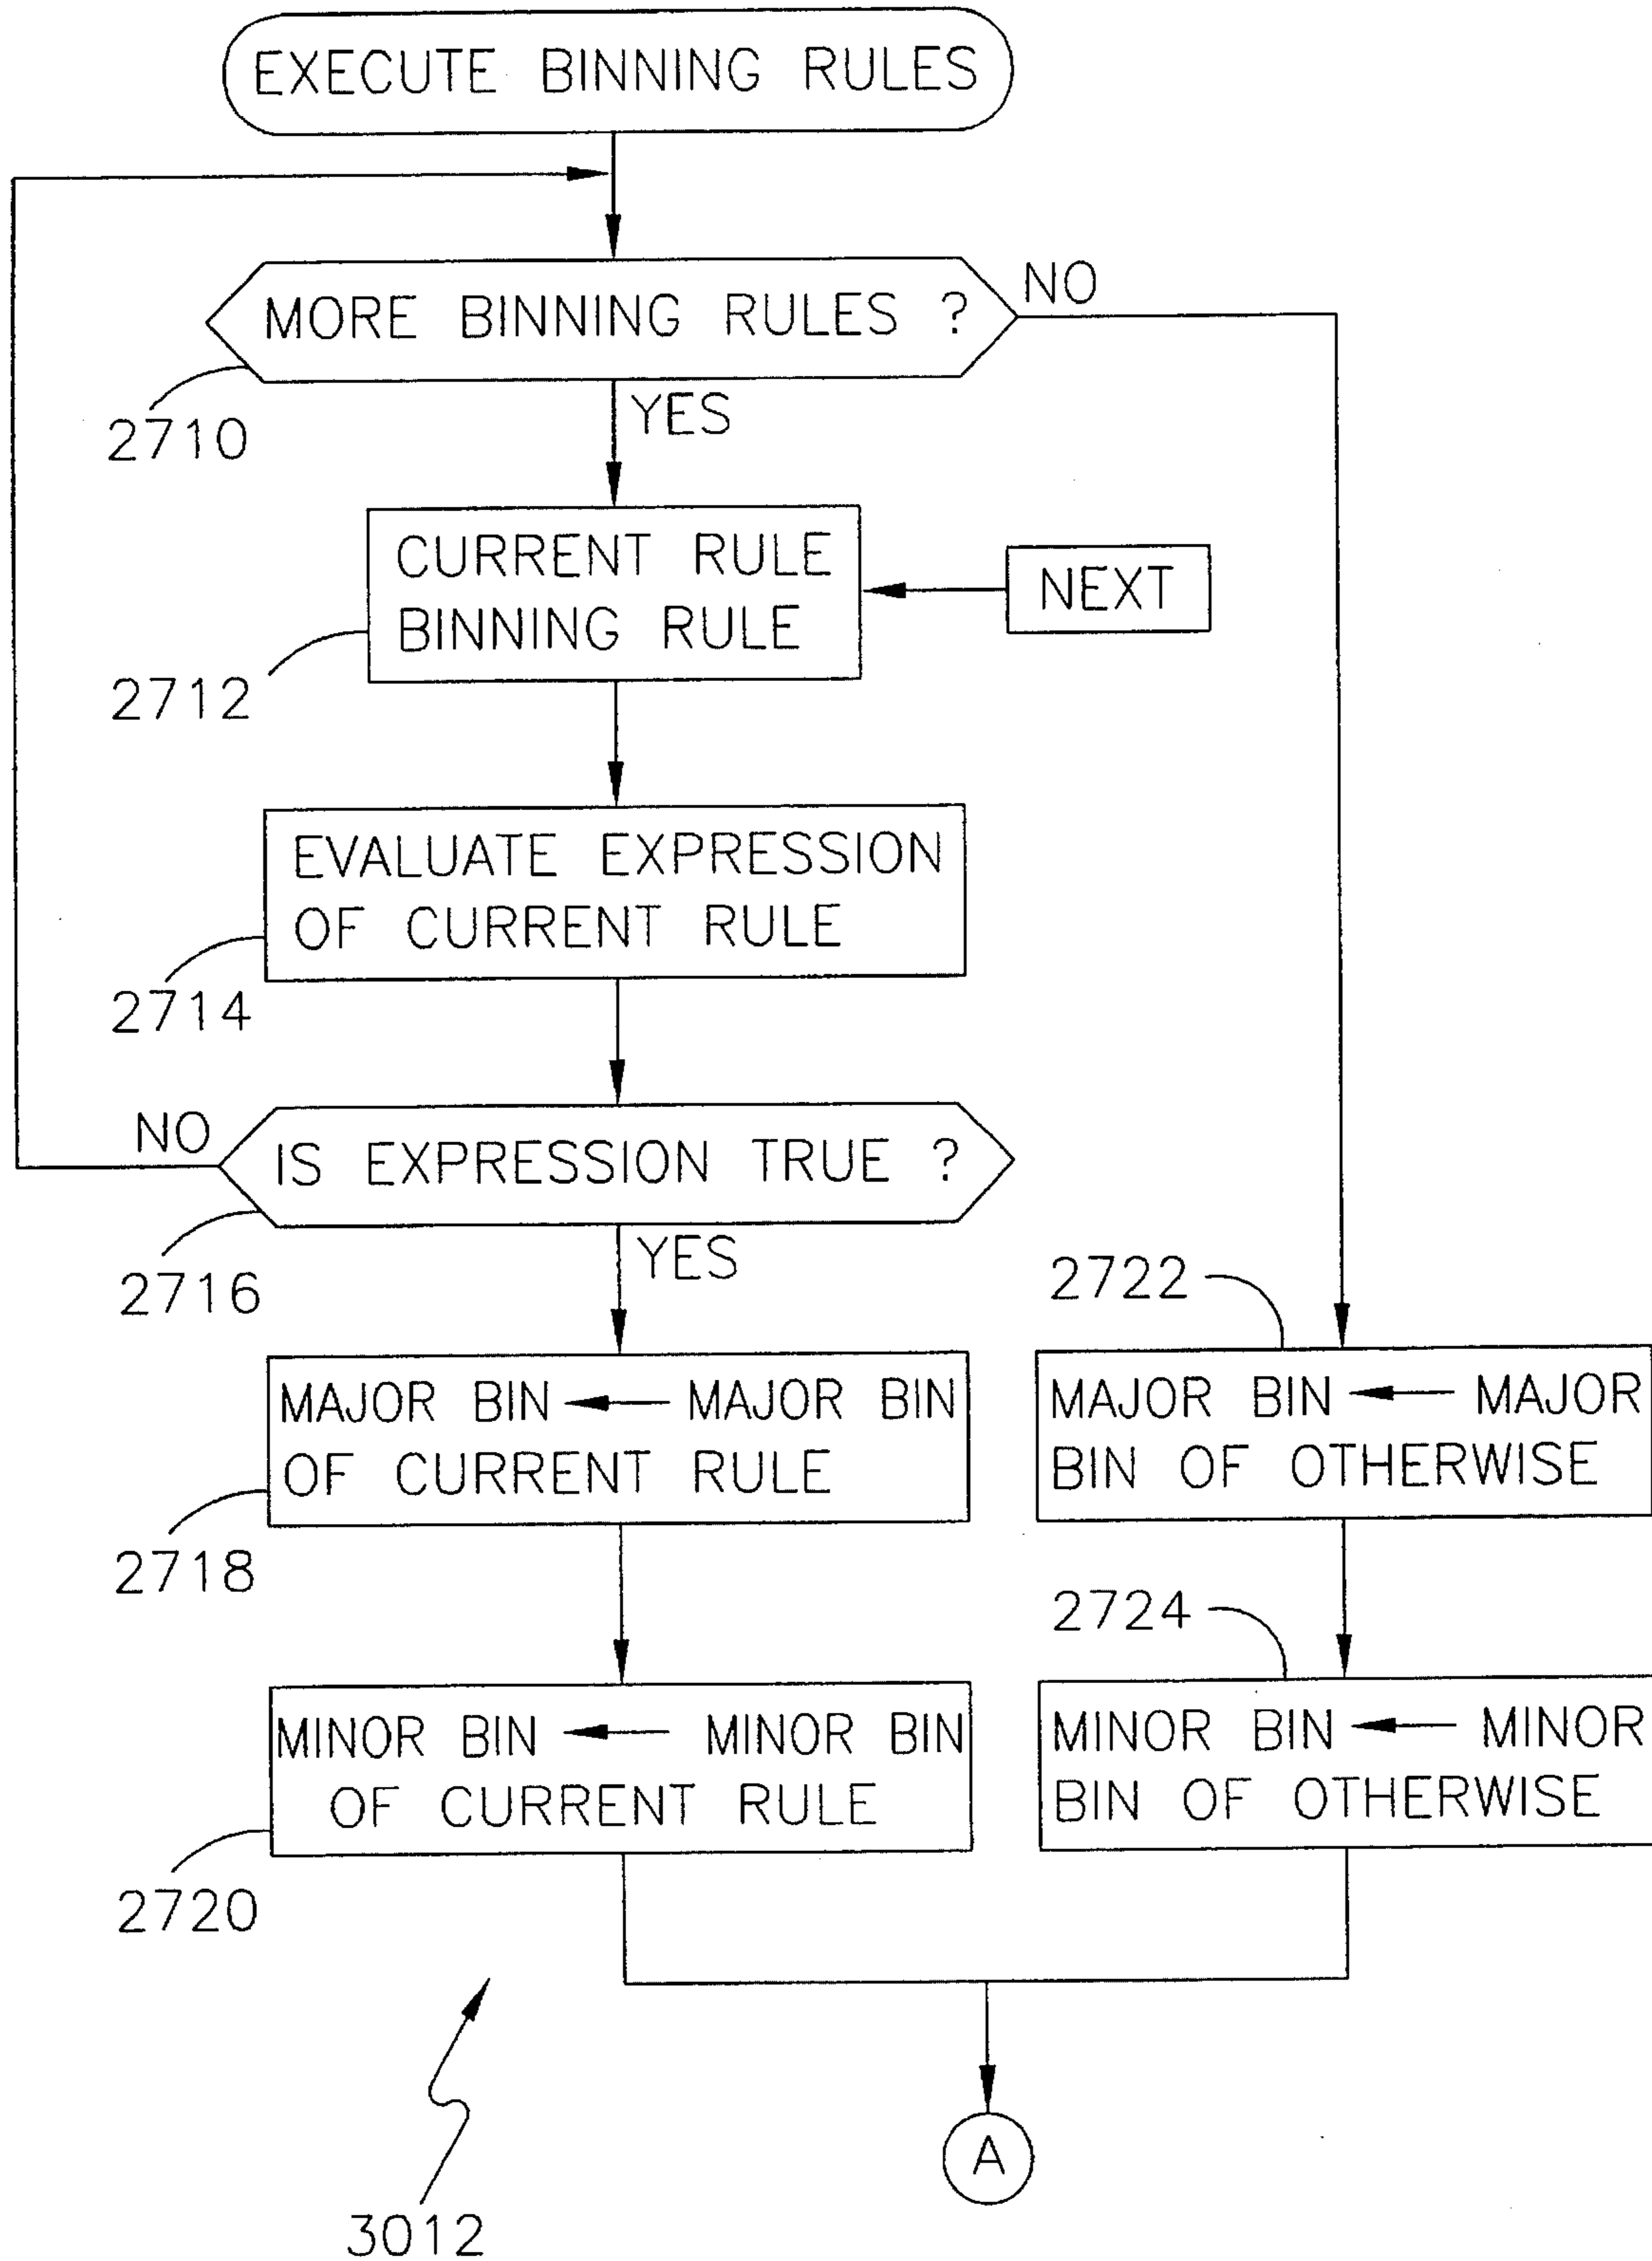 EXECUTE BINNING RULES
MORE BINNING RULES ?
NO
2710
YES
CURRENT RULE
BINNING RULE
NEXT
2712
EVALUATE EXPRESSION
OF CURRENT RULE
2714
NO
IS EXPRESSION TRUE ?
2716
YES
2722
MAJOR BIN ← MAJOR BIN
OF CURRENT RULE
2718
MAJOR BIN ← MAJOR
BIN OF OTHERWISE
2724
MINOR BIN ← MINOR BIN
OF CURRENT RULE
2720
MINOR BIN ← MINOR
BIN OF OTHERWISE
A
3012